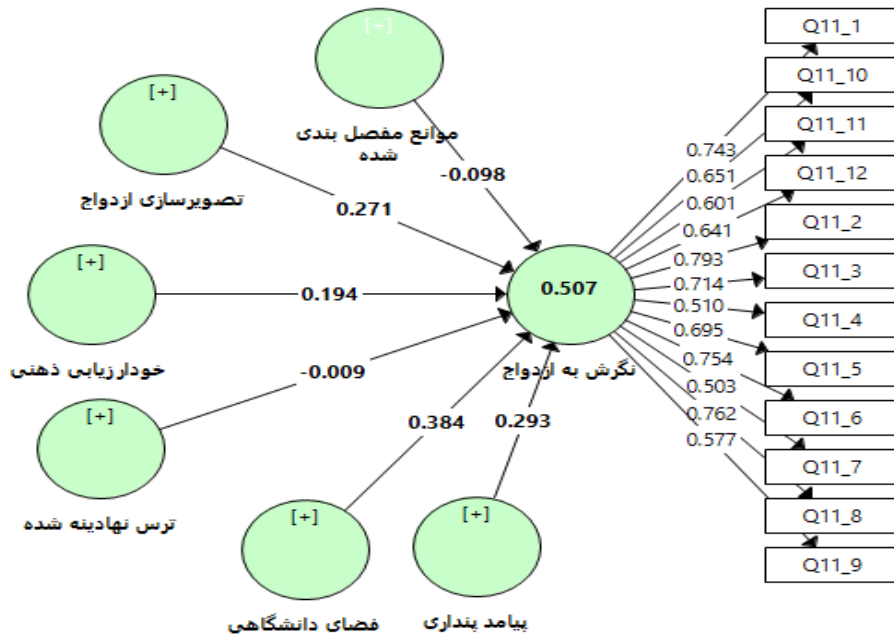 [+]
موانع مفصل بندی
شده
-0.098
[+]
تصویرسازی ازدواج
0.271
[+]
خودارزیابی ذهنی
0.194
[+]
ترس نهادینه شده
-0.009
[+]
فضای دانشگاهی
0.384
[+]
پیامد پنداری
0.293
0.507
نگرش به ازدواج
0.743
0.651
0.601
0.641
0.793
0.714
0.510
0.695
0.754
0.503
0.762
0.577
Q11_1
Q11_10
Q11_11
Q11_12
Q11_2
Q11_3
Q11_4
Q11_5
Q11_6
Q11_7
Q11_8
Q11_9